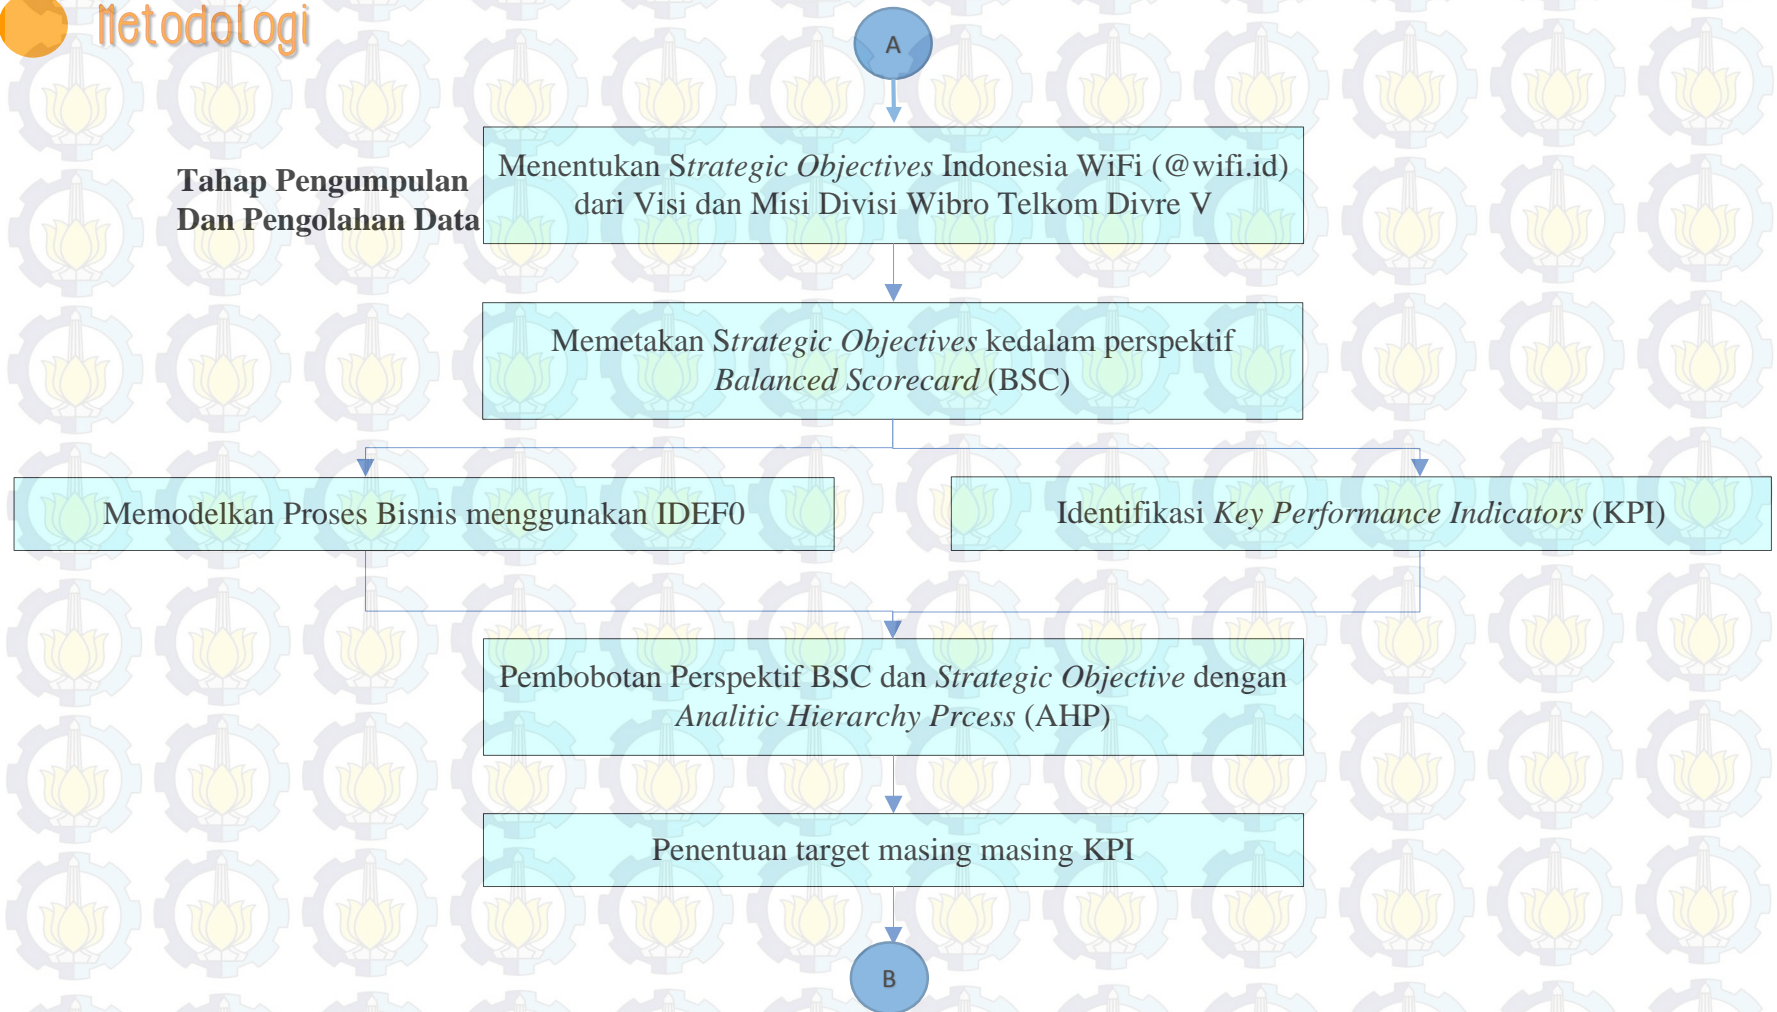 Metodologi
A
Tahap Pengumpulan
Dan Pengolahan Data
Menentukan Strategic Objectives Indonesia WiFi (@wifi.id)
dari Visi dan Misi Divisi Wibro Telkom Divre V
Memetakan Strategic Objectives kedalam perspektif
Balanced Scorecard (BSC)
Memodelkan Proses Bisnis menggunakan IDEF0
Identifikasi Key Performance Indicators (KPI)
Pembobotan Perspektif BSC dan Strategic Objective dengan
Analitic Hierarchy Prcess (AHP)
Penentuan target masing masing KPI
B